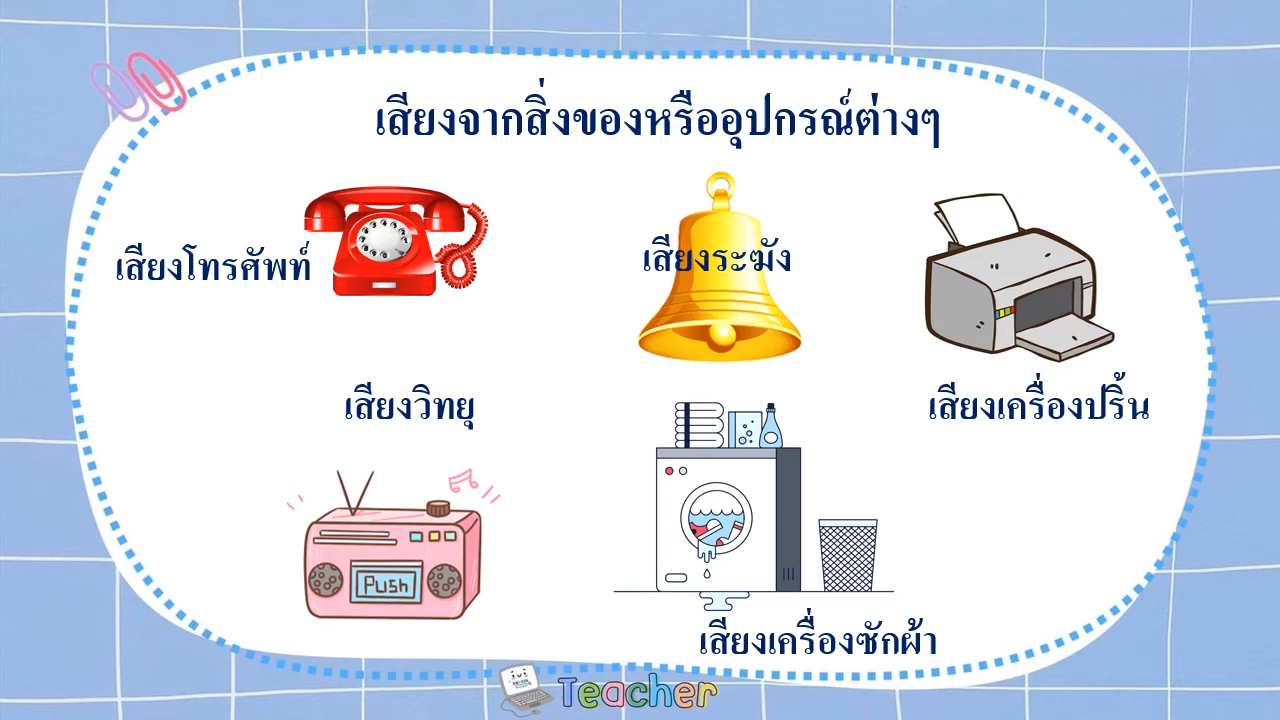 เสียงจากสิ่งของหรืออุปกรณ์ต่างๆ
เสียงโทรศัพท์
เสียงระฆัง
เสียงวิทยุ
เสียงเครื่องปริ้น
Push
เสียงเครื่องซักผ้า
Teacher